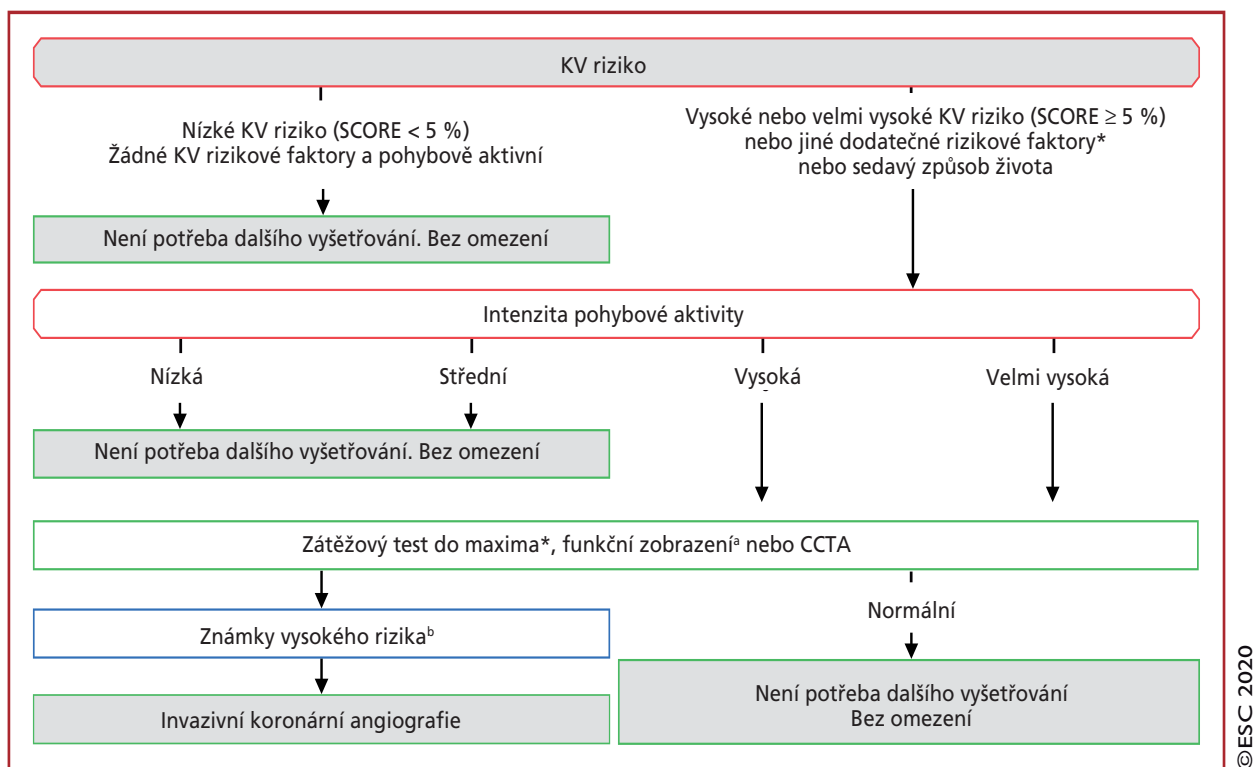 KV riziko
Nízké KV riziko (SCORE < 5 %)
Žádné KV rizikové faktory a pohybově aktivní
Vysoké nebo velmi vysoké KV riziko (SCORE ≥ 5 %)
nebo jiné dodatečné rizikové faktory*
nebo sedavý způsob života
Není potřeba dalšího vyšetřování. Bez omezení
Intenzita pohybové aktivity
Nízká
Střední
Vysoká
Velmi vysoká
Není potřeba dalšího vyšetřování. Bez omezení
Zátěžový test do maxima*, funkční zobrazeníᵃ nebo CCTA
Známky vysokého rizikaᵇ
Normální
Invazivní koronární angiografie
Není potřeba dalšího vyšetřování
Bez omezení
©ESC 2020